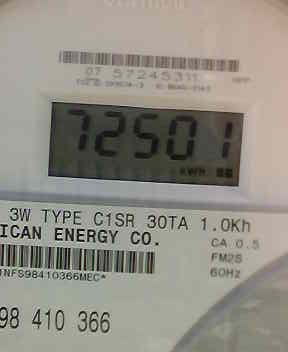 07 57245311
72501
KWH
3W TYPE C1SR 30TA 1.0Kh
ICAN ENERGY CO.
CA 0.5
FM2S
60Hz
1NFS98410366MEC*
98 410 366